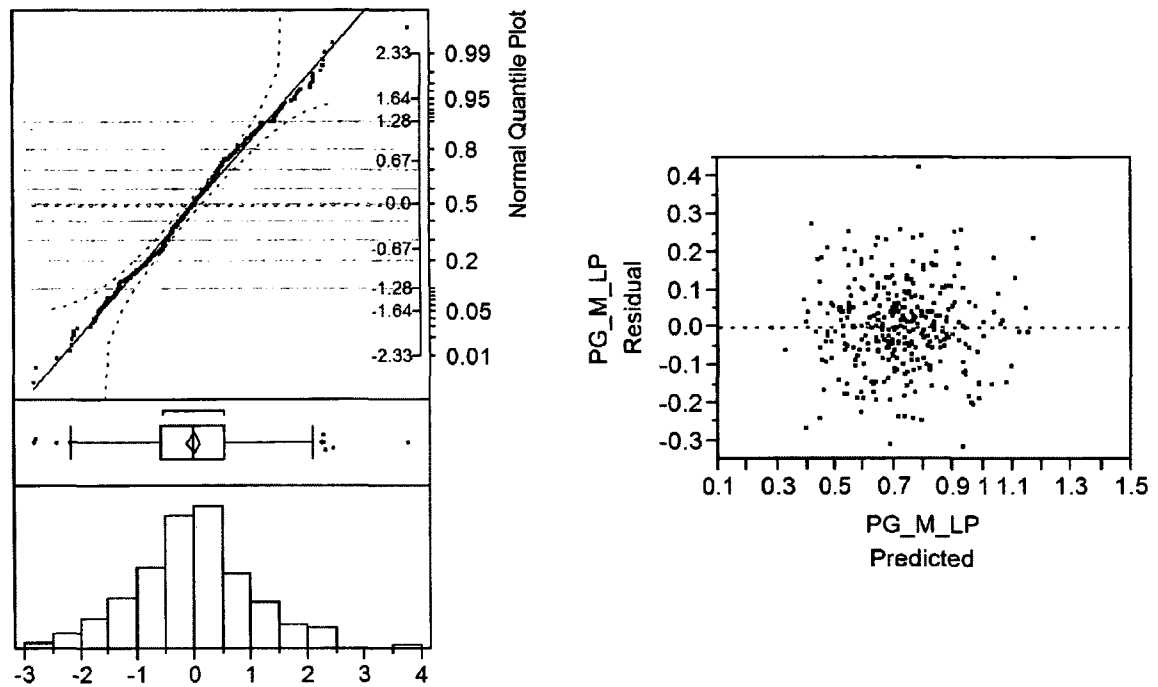 Normal Quantile Plot
2.33 0.99
1.64 0.95
1.28
0.8
0.67
0.0 0.5
-0.67
0.2
-1.28
-1.64 0.05
-2.33 0.01
-3 -2 -1 0 1 2 3 4
PG_M_LP
Residual
0.4
0.3
0.2
0.1
0.0
-0.1
-0.2
-0.3
0.1 0.3 0.5 0.7 0.9 1 1.1 1.3 1.5
PG_M_LP
Predicted